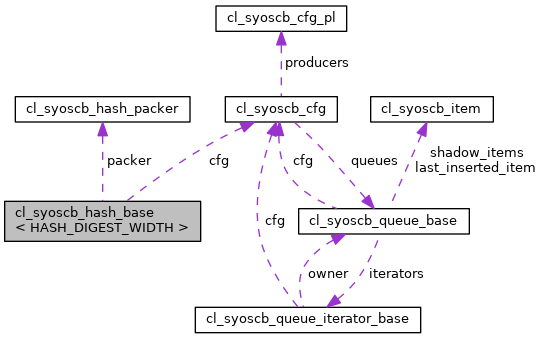 cl_syoscb_cfg_pl
producers
cl_syoscb_hash_packer
cl_syoscb_cfg
cl_syoscb_item
packer
cfg
cfg
queues
shadow_items
last_inserted_item
cl_syoscb_hash_base
< HASH_DIGEST_WIDTH >
cfg
cl_syoscb_queue_base
owner
iterators
cl_syoscb_queue_iterator_base